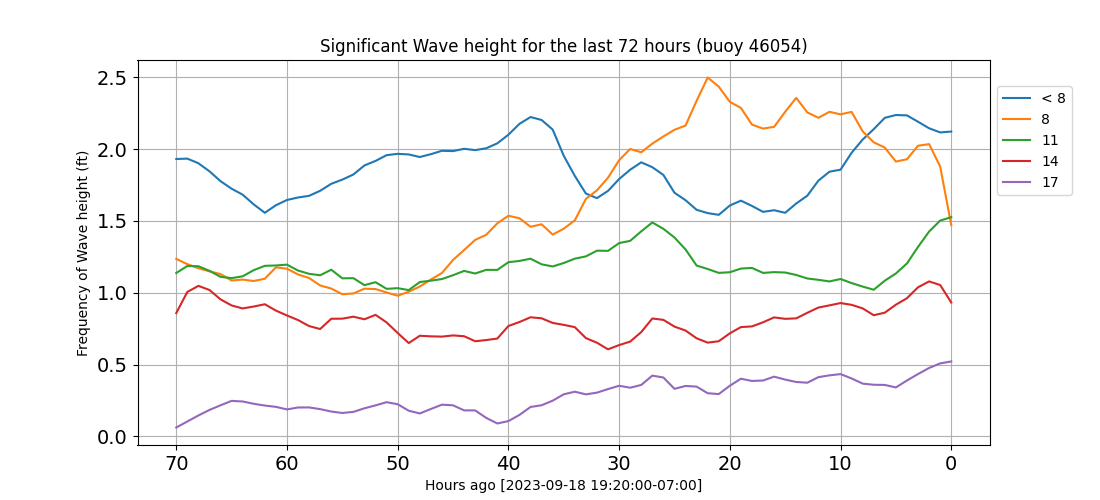 Significant Wave height for the last 72 hours (buoy 46054)
Frequency of Wave height (ft)
2.5
2.0
1.5
1.0
0.5
0.0
70 60 50 40 30 20 10 0
Hours ago [2023-09-18 19:20:00-07:00]
< 8
8
11
14
17